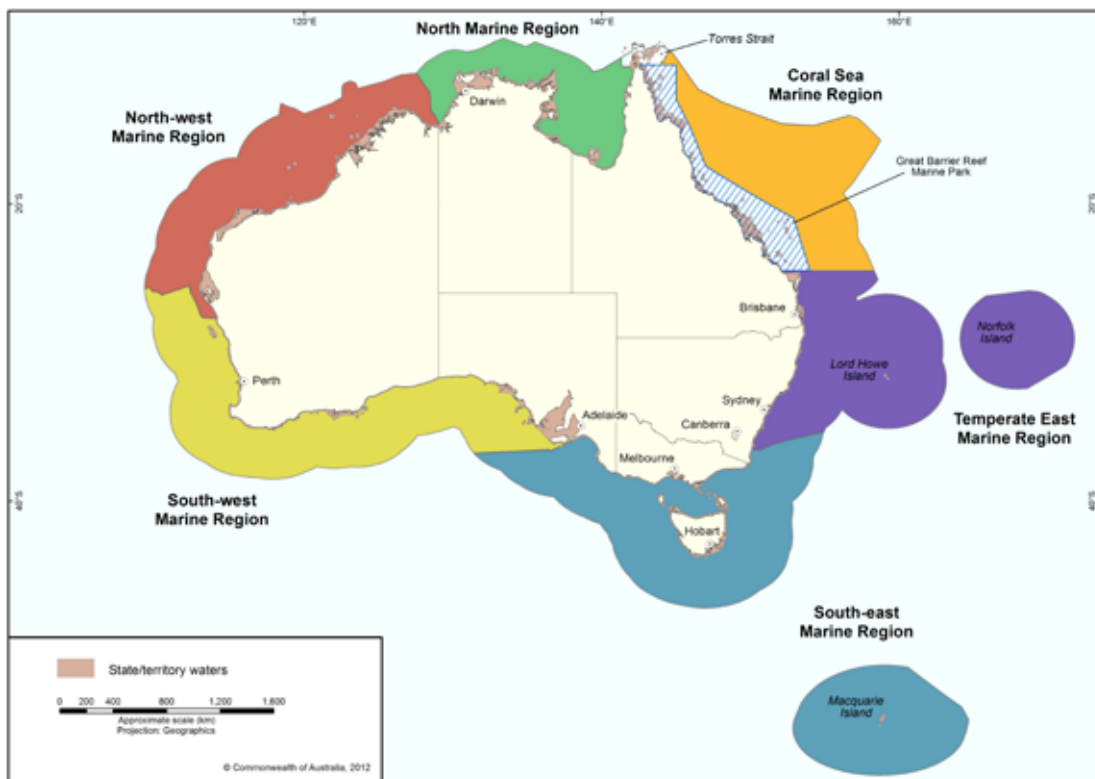 120°E
140°E
160°E
North Marine Region
Torres Strait
Coral Sea
Marine Region
Darwin
North-west
Marine Region
Great Barrier Reef
Marine Park
20°S
20°S
Brisbane
Norfolk
Island
Lord Howe
Island
Perth
Sydney
Adelaide
Canberra
Temperate East
Marine Region
Melbourne
South-west
Marine Region
40°S
40°S
Hobart
South-east
Marine Region
State/territory waters
Macquarie
Island
0 200 400 800 1,200 1,600
Approximate scale (km)
Projection: Geographics
© Commonwealth of Australia, 2012